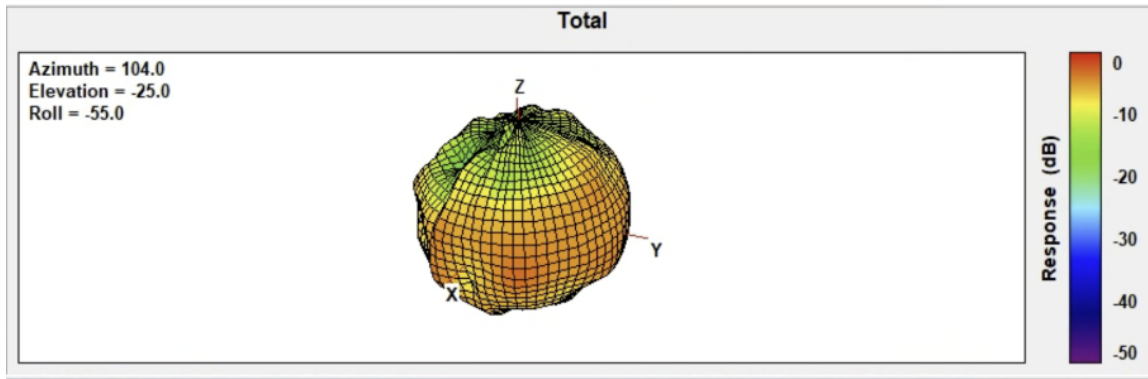 Total
Azimuth = 104.0
Elevation = -25.0
Roll = -55.0
Z
Y
X
Response (dB)
0
-10
-20
-30
-40
-50